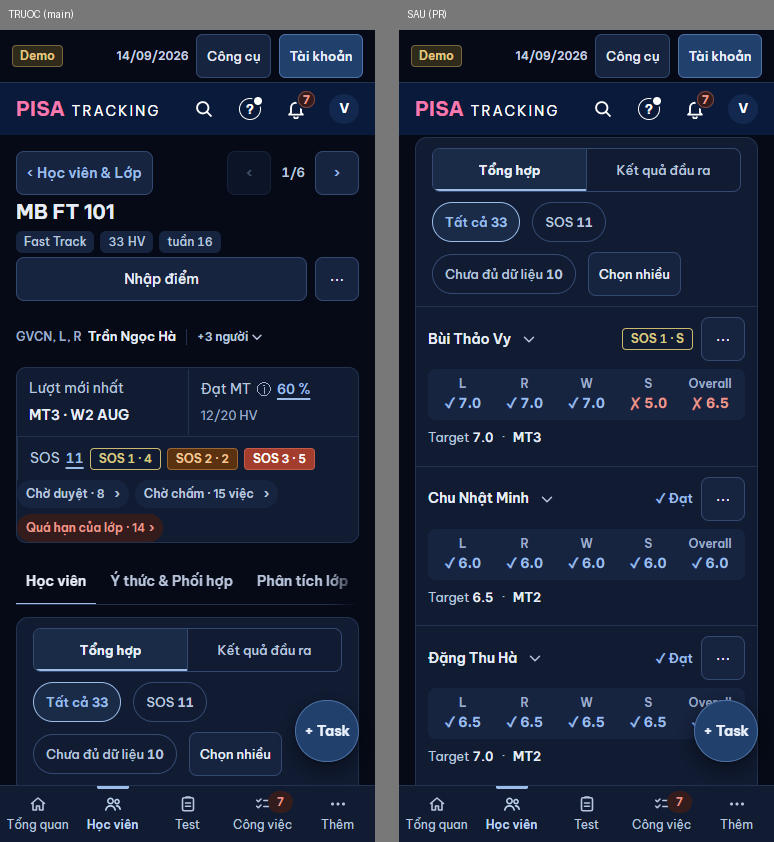 TRUOC (main)
Demo 14/09/2026 Công cụ Tài khoản
PISA TRACKING ? 7 V
‹ Học viên & Lớp ‹ 1/6 ›
MB FT 101
Fast Track 33 HV tuần 16
Nhập điểm ...
GVCN, L, R Trần Ngọc Hà +3 người
Lượt mới nhất Đạt MT ⓘ 60 %
MT3 · W2 AUG 12/20 HV
SOS 11 SOS 1 · 4 SOS 2 · 2 SOS 3 · 5
Chờ duyệt · 8 › Chờ chấm · 15 việc ›
Quá hạn của lớp · 14 ›
Học viên Ý thức & Phối hợp Phân tích lớp
Tổng hợp Kết quả đầu ra
Tất cả 33 SOS 11
Chưa đủ dữ liệu 10 Chọn nhiều
+ Task
Tổng quan Học viên Test 7 Công việc Thêm
SAU (PR)
Demo 14/09/2026 Công cụ Tài khoản
PISA TRACKING ? 7 V
Tổng hợp Kết quả đầu ra
Tất cả 33 SOS 11
Chưa đủ dữ liệu 10 Chọn nhiều
Bùi Thảo Vy SOS 1 · S ...
L R W S Overall
✓ 7.0 ✓ 7.0 ✓ 7.0 ✗ 5.0 ✗ 6.5
Target 7.0 · MT3
Chu Nhật Minh ✓ Đạt ...
L R W S Overall
✓ 6.0 ✓ 6.0 ✓ 6.0 ✓ 6.0 ✓ 6.0
Target 6.5 · MT2
Đặng Thu Hà ✓ Đạt ...
L R W S
✓ 6.5 ✓ 6.5 ✓ 6.5 ✓ 6.5
+ Task
Target 7.0 · MT2
Tổng quan Học viên Test 7 Công việc Thêm